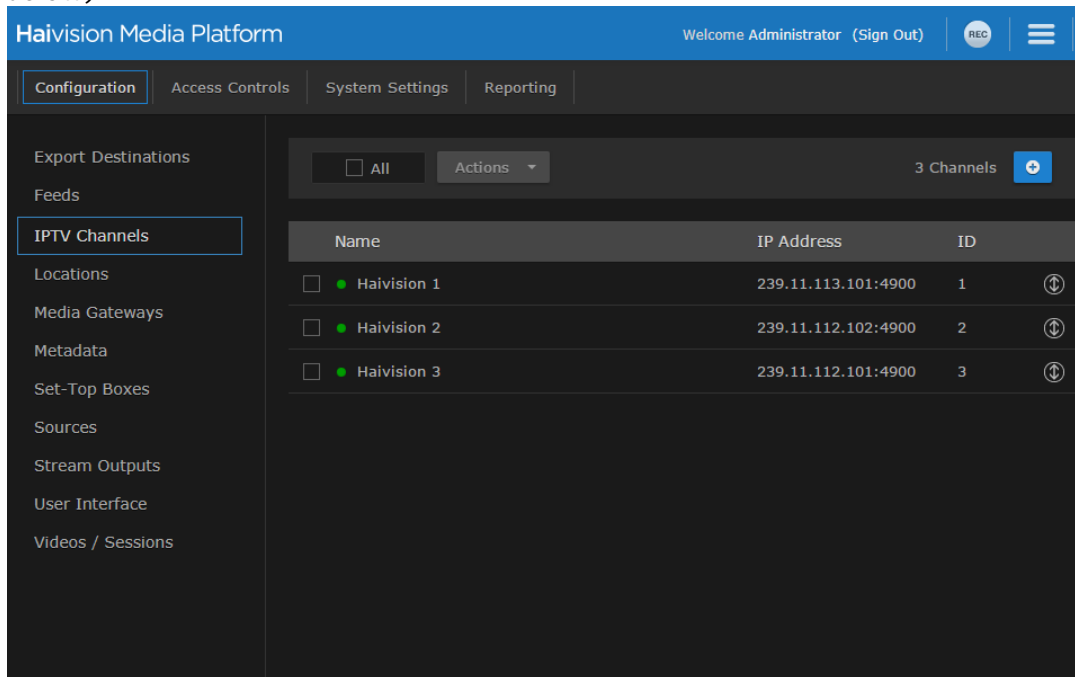 Haivision Media Platform Welcome Administrator (Sign Out) REC
Configuration Access Controls System Settings Reporting
Export Destinations
Feeds
IPTV Channels
Locations
Media Gateways
Metadata
Set-Top Boxes
Sources
Stream Outputs
User Interface
Videos / Sessions
All Actions 3 Channels
Name IP Address ID
Haivision 1 239.11.113.101:4900 1
Haivision 2 239.11.112.102:4900 2
Haivision 3 239.11.112.101:4900 3